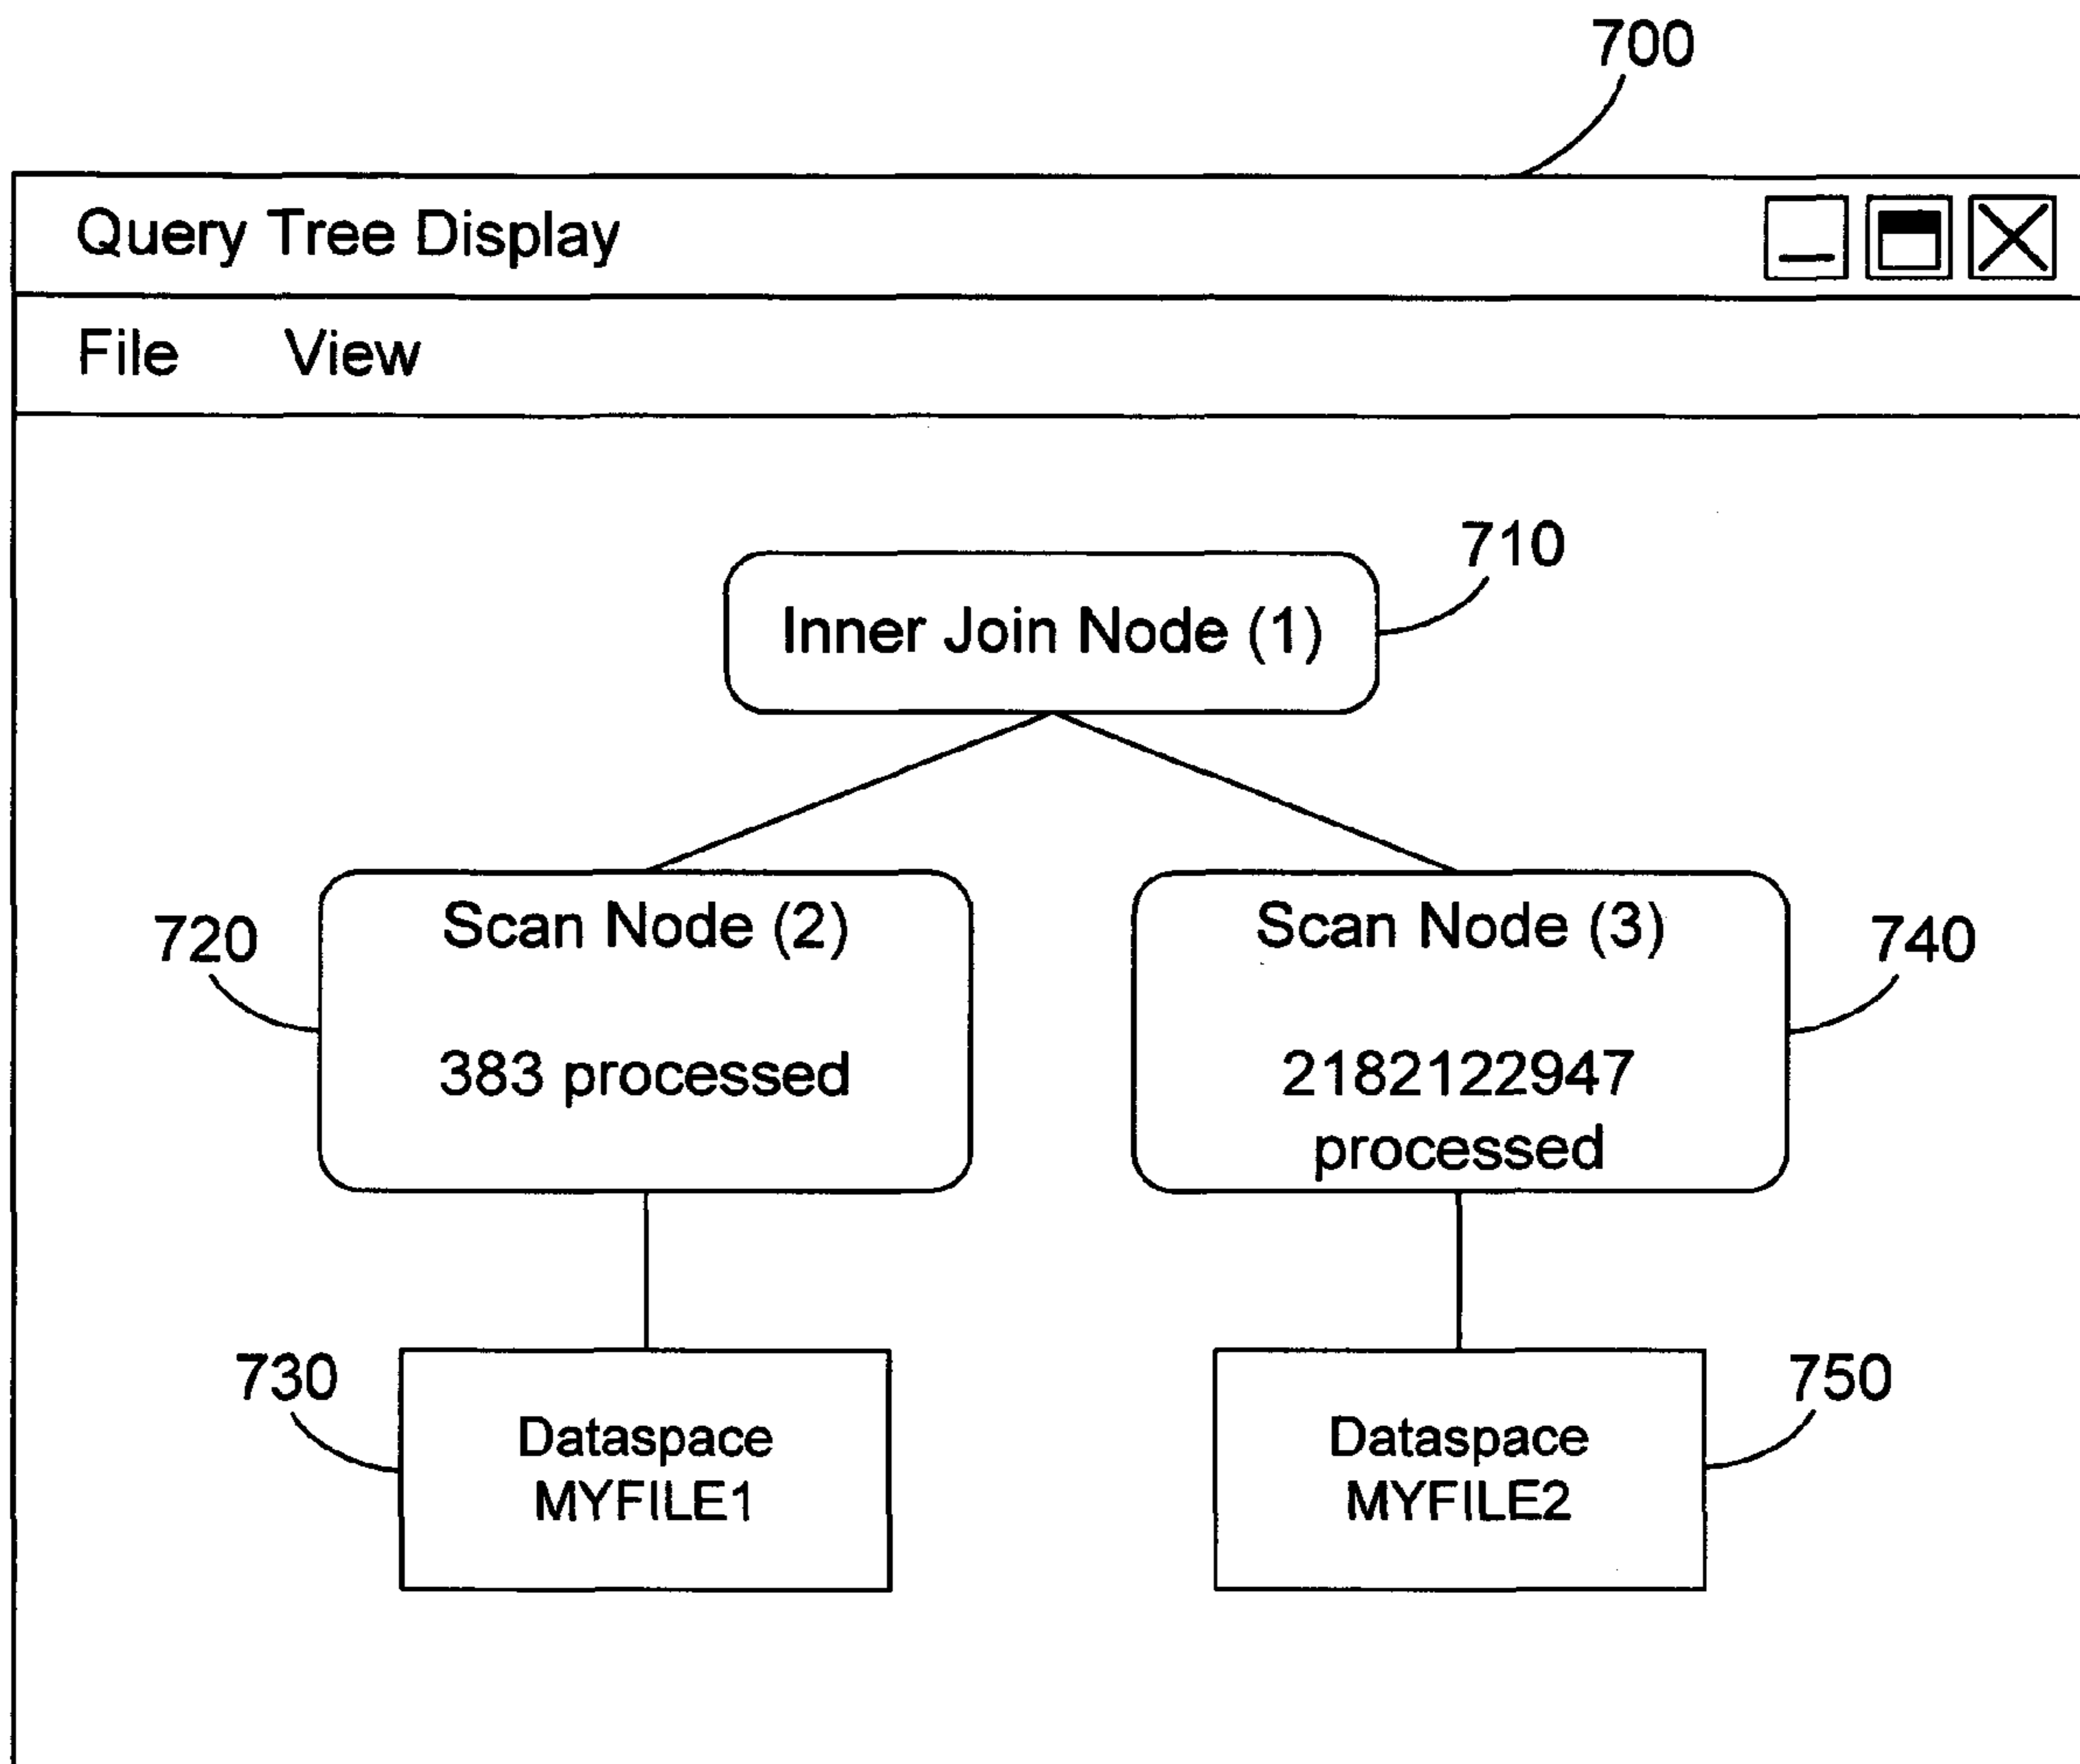 700
Query Tree Display
File View
710
Inner Join Node (1)
720
Scan Node (2)
383 processed
740
Scan Node (3)
2182122947
processed
730
Dataspace
MYFILE1
750
Dataspace
MYFILE2